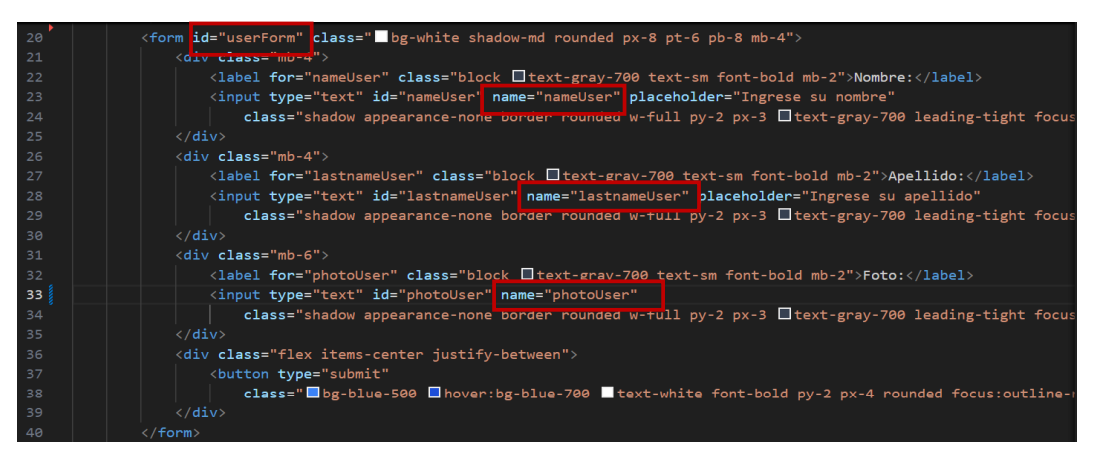 20 <form id="userForm" class="bg-white shadow-md rounded px-8 pt-6 pb-8 mb-4">
21 <div class="mb-4">
22 <label for="nameUser" class="block text-gray-700 text-sm font-bold mb-2">Nombre:</label>
23 <input type="text" id="nameUser" name="nameUser" placeholder="Ingrese su nombre"
24 class="shadow appearance-none border rounded w-full py-2 px-3 text-gray-700 leading-tight focus
25 </div>
26 <div class="mb-4">
27 <label for="lastnameUser" class="block text-gray-700 text-sm font-bold mb-2">Apellido:</label>
28 <input type="text" id="lastnameUser" name="lastnameUser" placeholder="Ingrese su apellido"
29 class="shadow appearance-none border rounded w-full py-2 px-3 text-gray-700 leading-tight focus
30 </div>
31 <div class="mb-6">
32 <label for="photoUser" class="block text-gray-700 text-sm font-bold mb-2">Foto:</label>
33 <input type="text" id="photoUser" name="photoUser"
34 class="shadow appearance-none border rounded w-full py-2 px-3 text-gray-700 leading-tight focus
35 </div>
36 <div class="flex items-center justify-between">
37 <button type="submit"
38 class="bg-blue-500 hover:bg-blue-700 text-white font-bold py-2 px-4 rounded focus:outline-
39 </div>
40 </form>